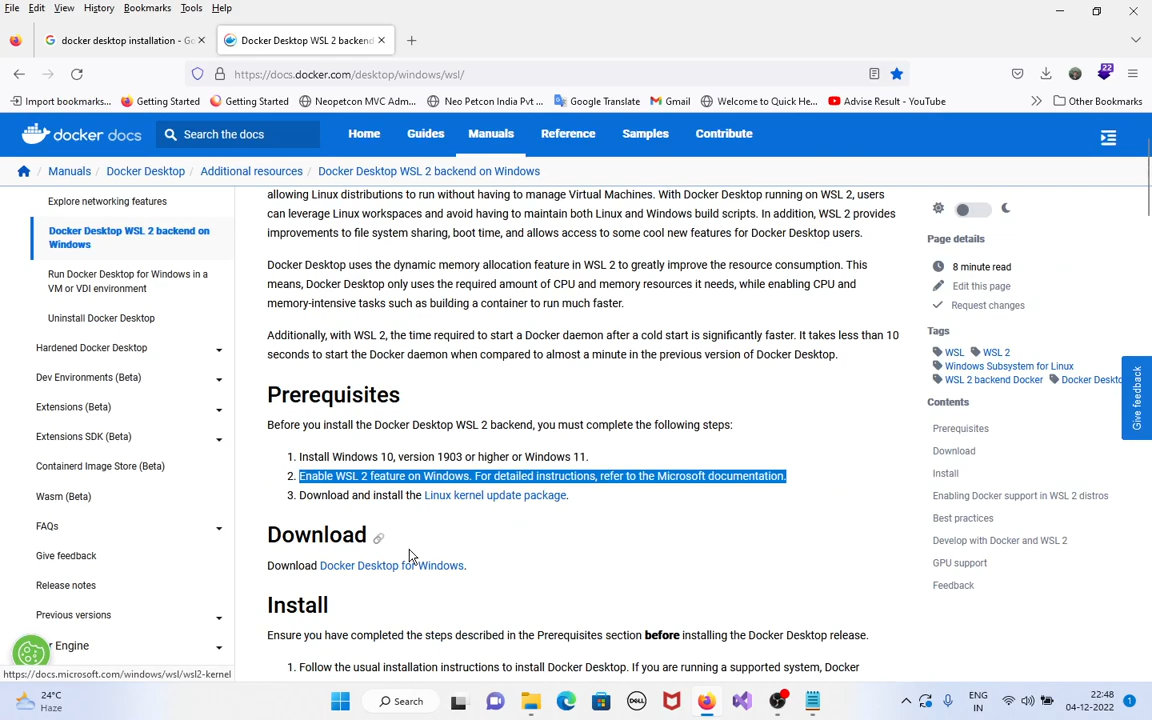 File Edit View History Bookmarks Tools Help
docker desktop installation - Go
Docker Desktop WSL 2 backend
https://docs.docker.com/desktop/windows/wsl/
22
Import bookmarks... Getting Started Getting Started Neopetcon MVC Adm... Neo Petcon India Pvt ... Google Translate Gmail Welcome to Quick He... Advise Result - YouTube Other Bookmarks
docker docs Search the docs Home Guides Manuals Reference Samples Contribute
Manuals / Docker Desktop / Additional resources / Docker Desktop WSL 2 backend on Windows
Explore networking features
Docker Desktop WSL 2 backend on
Windows
Run Docker Desktop for Windows in a
VM or VDI environment
Uninstall Docker Desktop
Hardened Docker Desktop
Dev Environments (Beta)
Extensions (Beta)
Extensions SDK (Beta)
Containerd Image Store (Beta)
Wasm (Beta)
FAQs
Give feedback
Release notes
Previous versions
r Engine
https://docs.microsoft.com/windows/wsl/wsl2-kernel
allowing Linux distributions to run without having to manage Virtual Machines. With Docker Desktop running on WSL 2, users
can leverage Linux workspaces and avoid having to maintain both Linux and Windows build scripts. In addition, WSL 2 provides
improvements to file system sharing, boot time, and allows access to some cool new features for Docker Desktop users.
Docker Desktop uses the dynamic memory allocation feature in WSL 2 to greatly improve the resource consumption. This
means, Docker Desktop only uses the required amount of CPU and memory resources it needs, while enabling CPU and
memory-intensive tasks such as building a container to run much faster.
Additionally, with WSL 2, the time required to start a Docker daemon after a cold start is significantly faster. It takes less than 10
seconds to start the Docker daemon when compared to almost a minute in the previous version of Docker Desktop.
Prerequisites
Before you install the Docker Desktop WSL 2 backend, you must complete the following steps:
1. Install Windows 10, version 1903 or higher or Windows 11.
2. Enable WSL 2 feature on Windows. For detailed instructions, refer to the Microsoft documentation.
3. Download and install the Linux kernel update package.
Download
Download Docker Desktop for Windows.
Install
Ensure you have completed the steps described in the Prerequisites section before installing the Docker Desktop release.
1. Follow the usual installation instructions to install Docker Desktop. If you are running a supported system, Docker
Page details
8 minute read
Edit this page
Request changes
Tags
WSL WSL 2
Windows Subsystem for Linux
WSL 2 backend Docker Docker Deskto
Contents
Prerequisites
Download
Install
Enabling Docker support in WSL 2 distros
Best practices
Develop with Docker and WSL 2
GPU support
Feedback
Give feedback
24°C
Haze
Search
DELL
ENG
IN
22:48
04-12-2022
1